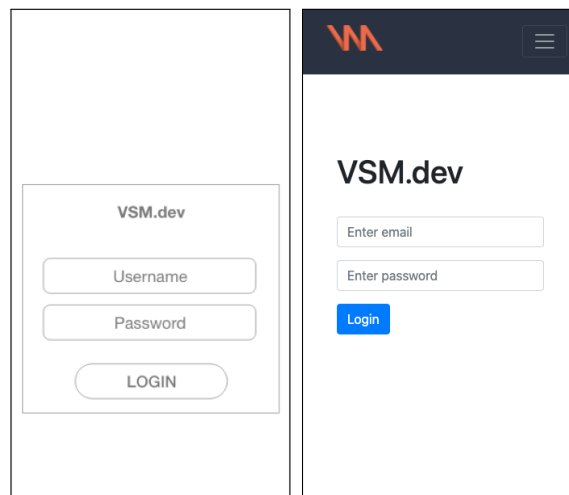 VSM.dev
Username
Password
LOGIN
VSM.dev
Enter email
Enter password
Login